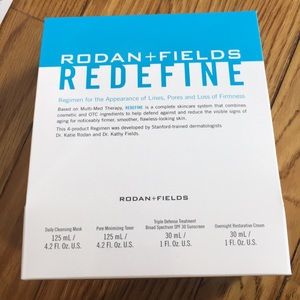 RODAN+FIELDS
REDEFINE
Regimen for the Appearance of Lines, Pores and Loss of Firmness
Based on Multi-Med Therapy, REDEFINE is a complete skincare system that combines
cosmetic and OTC ingredients to help defend against and reduce the visible signs of
aging for noticeably firmer, smoother, flawless-looking skin.
This 4-product Regimen was developed by Stanford-trained dermatologists
Dr. Katie Rodan and Dr. Kathy Fields.
RODAN+FIELDS
Daily Cleansing Mask
125 mL /
4.2 Fl. Oz. U.S.
Pore Minimizing Toner
125 mL /
4.2 Fl. Oz. U.S.
Triple Defense Treatment
Broad Spectrum SPF 30 Sunscreen
30 mL /
1 Fl. Oz. U.S.
Overnight Restorative Cream
30 mL /
1 Fl. Oz. U.S.